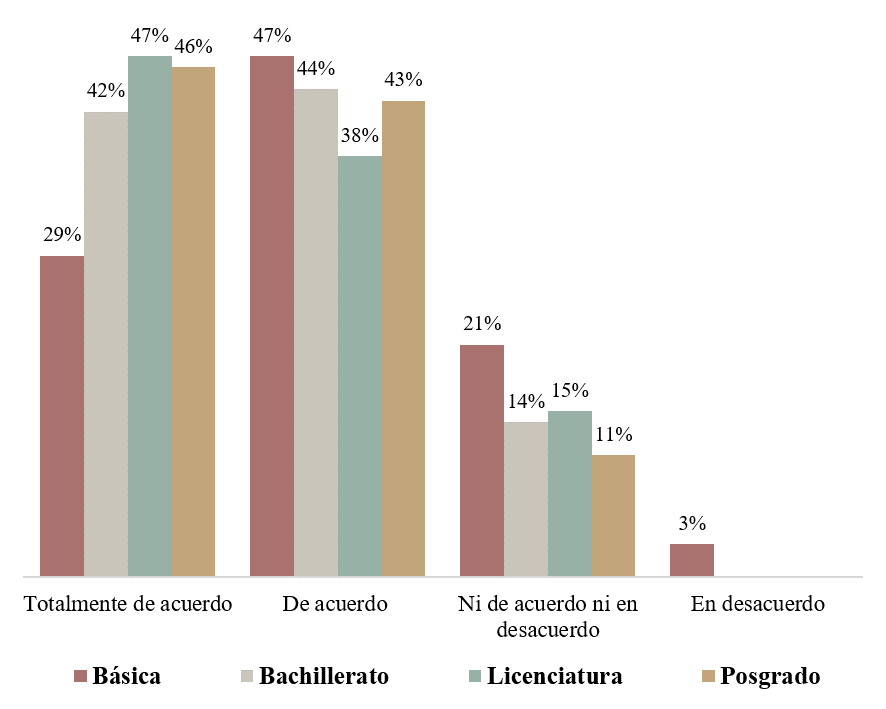 47%
46%
42%
29%
47%
44%
38%
43%
21%
14%
15%
11%
3%
Totalmente de acuerdo
De acuerdo
Ni de acuerdo ni en
desacuerdo
En desacuerdo
Básica
Bachillerato
Licenciatura
Posgrado